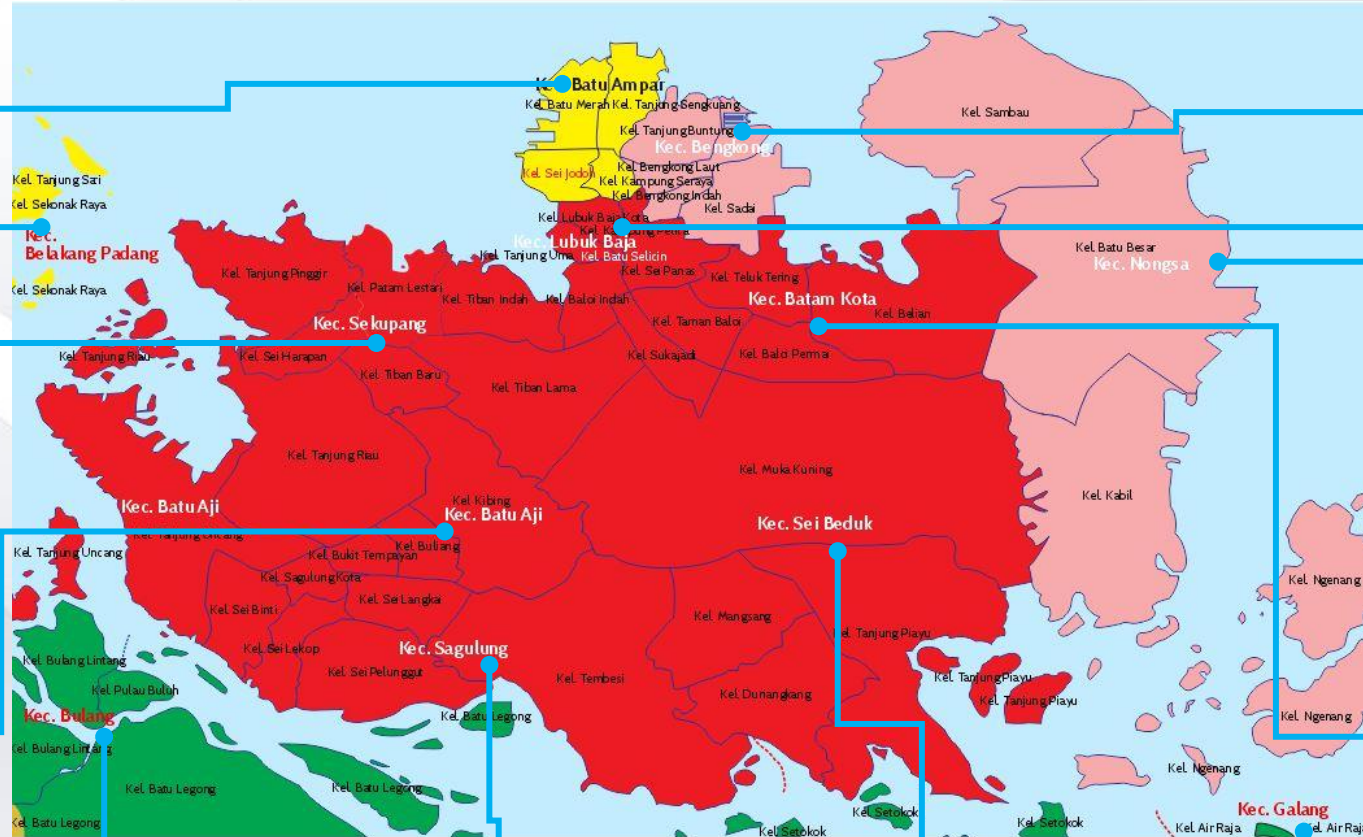 Kec. Batu Ampar
Kel. Batu Merah
Kel. Tanjung Sengkuang
Kel. Sambau
Kel. Tanjung Buntung
Kec. Bengkong
Kel. Bengkong Laut
Kel. Sei Jodoh
Kel. Kampung Seraya
Kel. Bengkong Indah
Kel. Sadai
Kel. Tanjung Sari
Kel. Sekonak Raya
Kec.
Belakang Padang
Kel. Sekonak Raya
Kel. Lubuk Baja Kota
Kec. Lubuk Baja
Kel. Tanjung Uma
Kel. Batu Selicin
Kel. Batu Besar
Kec. Nongsa
Kel. Tanjung Pinggir
Kel. Patam Lestari
Kel. Tiban Indah
Kel. Baloi Indah
Kel. Sei Panas
Kel. Teluk Tering
Kec. Batam Kota
Kel. Belian
Kec. Sekupang
Kel. Taman Baloi
Kel. Tanjung Riau
Kel. Sei Harapan
Kel. Sukajadi
Kel. Baloi Permai
Kel. Tiban Baru
Kel. Tiban Lama
Kel. Tanjung Riau
Kel. Muka Kuning
Kel. Kabil
Kec. Batu Aji
Kel. Kibing
Kec. Batu Aji
Kec. Sei Beduk
Kel. Tanjung Uncang
Kel. Tanjung Uncang
Kel. Bukit Tempayan
Kel. Buliang
Kel. Sagulung Kota
Kel. Sei Binti
Kel. Sei Langkai
Kel. Ngenang
Kel. Mangsang
Kel. Tanjung Piayu
Kel. Sei Lekop
Kec. Sagulung
Kel. Bulang Lintang
Kel. Sei Pelunggut
Kel. Tembesi
Kel. Tanjung Piayu
Kel. Pulau Buluh
Kel. Dunangkang
Kel. Tanjung Piayu
Kec. Bulang
Kel. Batu Legong
Kel. Ngenang
Kel. Bulang Lintang
Kel. Ngenang
Kel. Batu Legong
Kel. Batu Legong
Kec. Galang
Kel. Setokok
Kel. Batu Legong
Kel. Setokok
Kel. Setokok
Kel. Air Raja
Kel. Air Raja